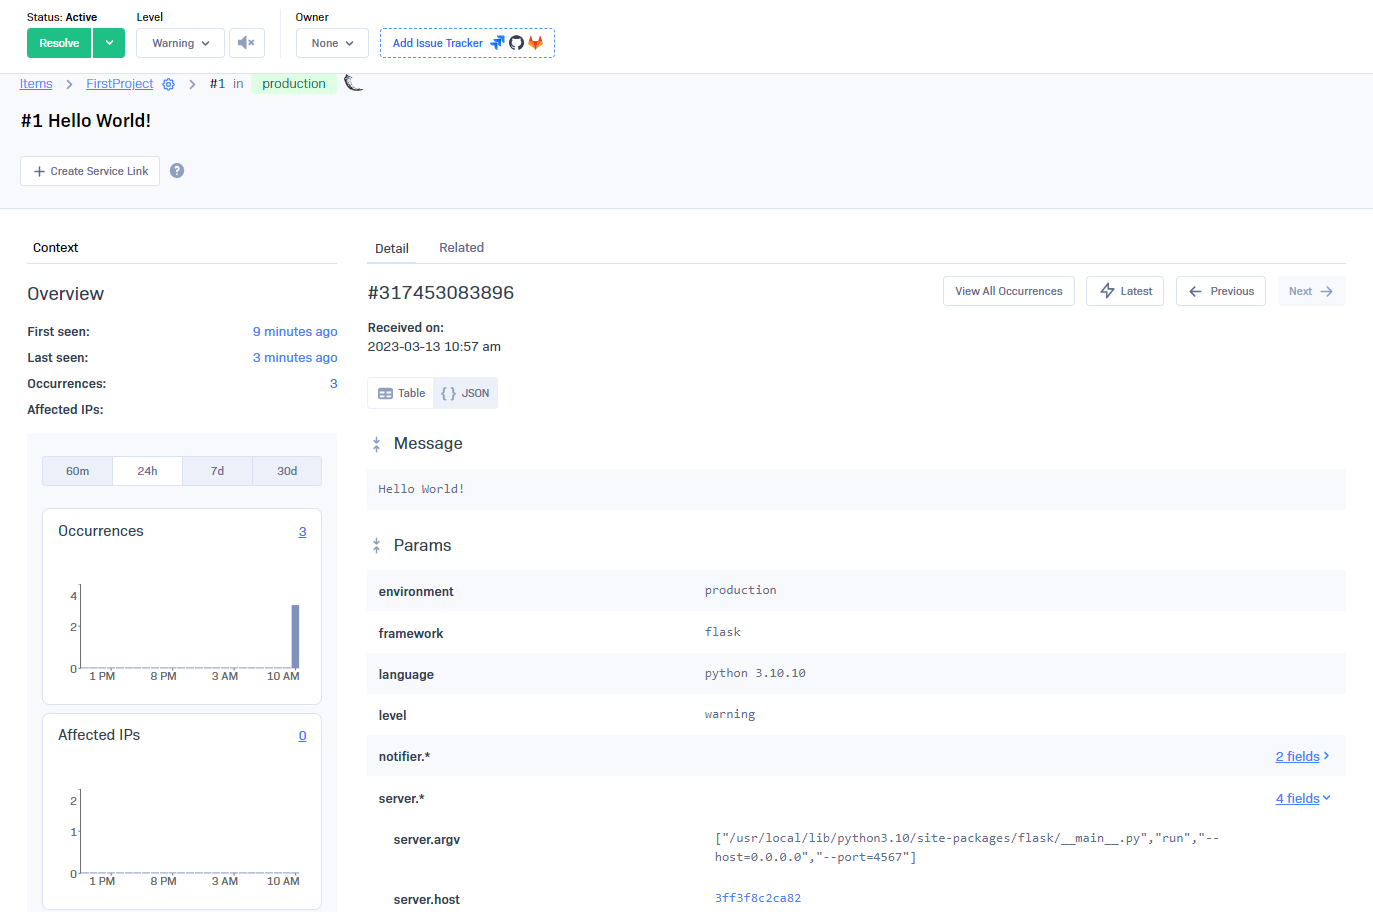 Status: Active
Level
Owner
Resolve
Warning
None
Add Issue Tracker
Items
FirstProject
#1 in production
#1 Hello World!
+ Create Service Link
?
Context
Overview
First seen:
9 minutes ago
Last seen:
3 minutes ago
Occurrences:
3
Affected IPs:
60m
24h
7d
30d
Occurrences
3
4
2
0
1 PM
8 PM
3 AM
10 AM
Affected IPs
0
2
1
0
1 PM
8 PM
3 AM
10 AM
Detail
Related
#317453083896
View All Occurrences
Latest
Previous
Next
Received on:
2023-03-13 10:57 am
Table
{ } JSON
Message
Hello World!
Params
environment
production
framework
flask
language
python 3.10.10
level
warning
notifier.*
2 fields
server.*
4 fields
server.argv
["/usr/local/lib/python3.10/site-packages/flask/__main__.py","run","--
host=0.0.0.0","--port=4567"]
server.host
3ff3f8c2ca82